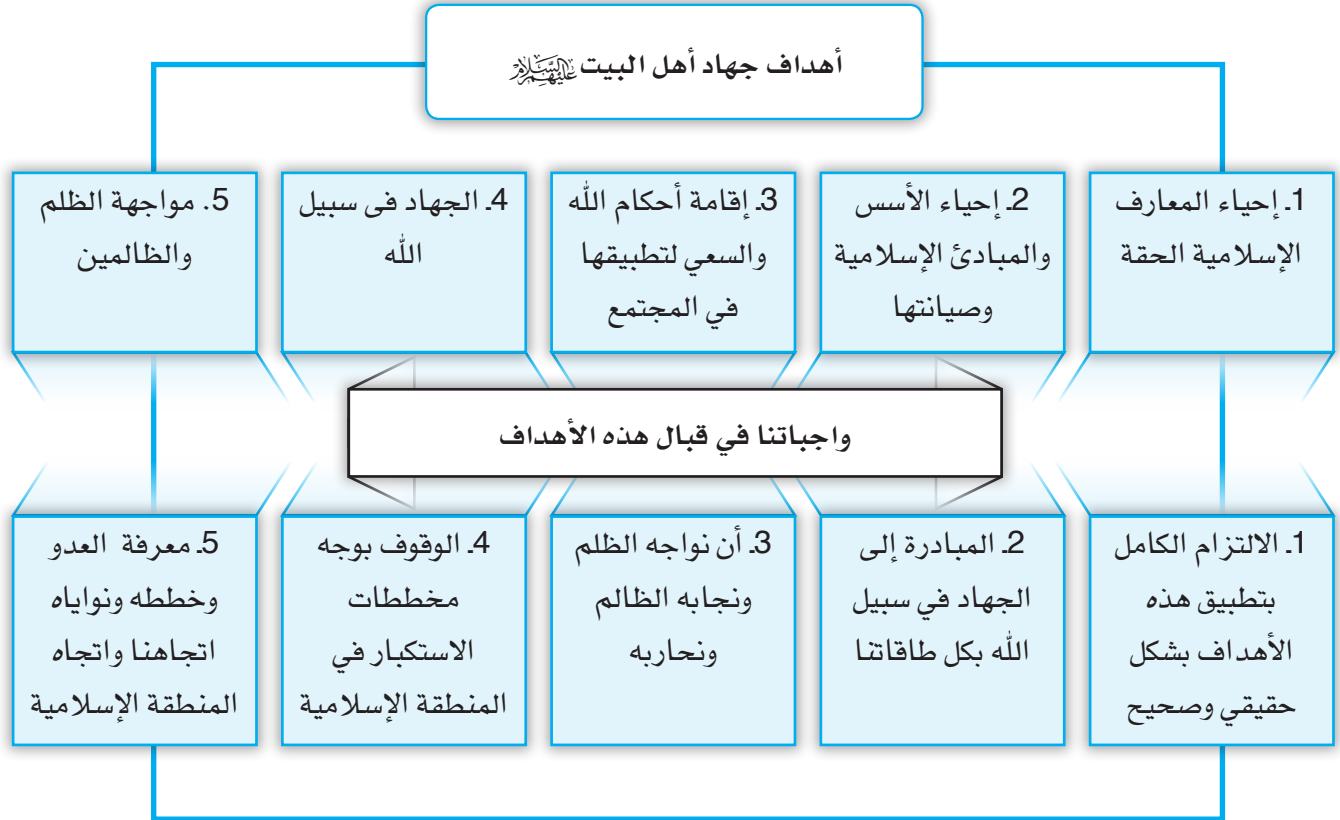 أهداف جهاد أهل البيت عليهم السلام
1. إحياء المعارف
الإسلامية الحقة
2. إحياء الأسس
والمبادئ الإسلامية
وصيانتها
3. إقامة أحكام الله
والسعي لتطبيقها
في المجتمع
4. الجهاد فى سبيل
الله
5. مواجهة الظلم
والظالمين
واجباتنا في قبال هذه الأهداف
1. الالتزام الكامل
بتطبيق هذه
الأهداف بشكل
حقيقي وصحيح
2. المبادرة إلى
الجهاد في سبيل
الله بكل طاقاتنا
3. أن نواجه الظلم
ونجابه الظالم
ونحاربه
4. الوقوف بوجه
مخططات
الاستكبار في
المنطقة الإسلامية
5. معرفة العدو
وخططه ونواياه
اتجاهنا واتجاه
المنطقة الإسلامية